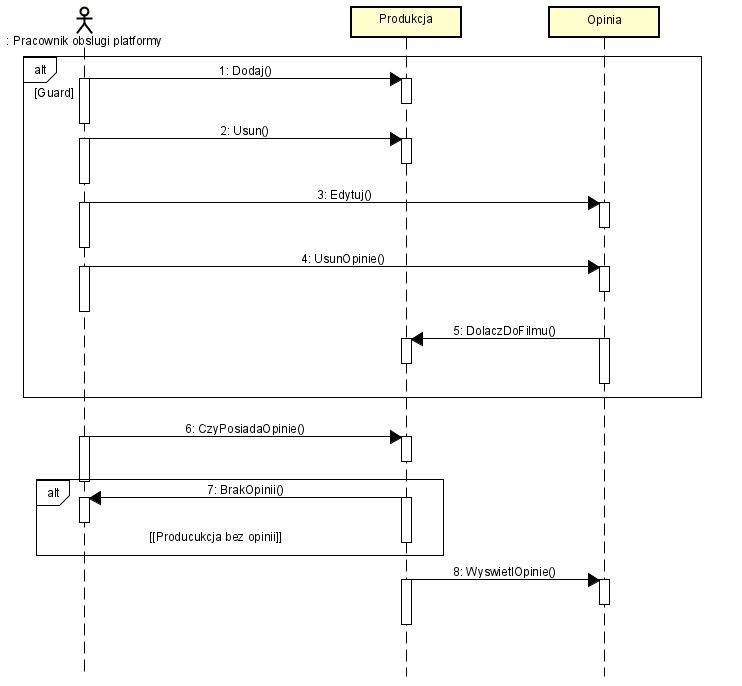 : Pracownik obslugi platformy
Produkcja
Opinia
alt
[Guard]
1: Dodaj()
2: Usun()
3: Edytuj()
4: UsunOpinie()
5: DolaczDoFilmu()
6: CzyPosiadaOpinie()
alt
7: BrakOpinii()
[[Producukcja bez opinii]]
8: WyswietlOpinie()